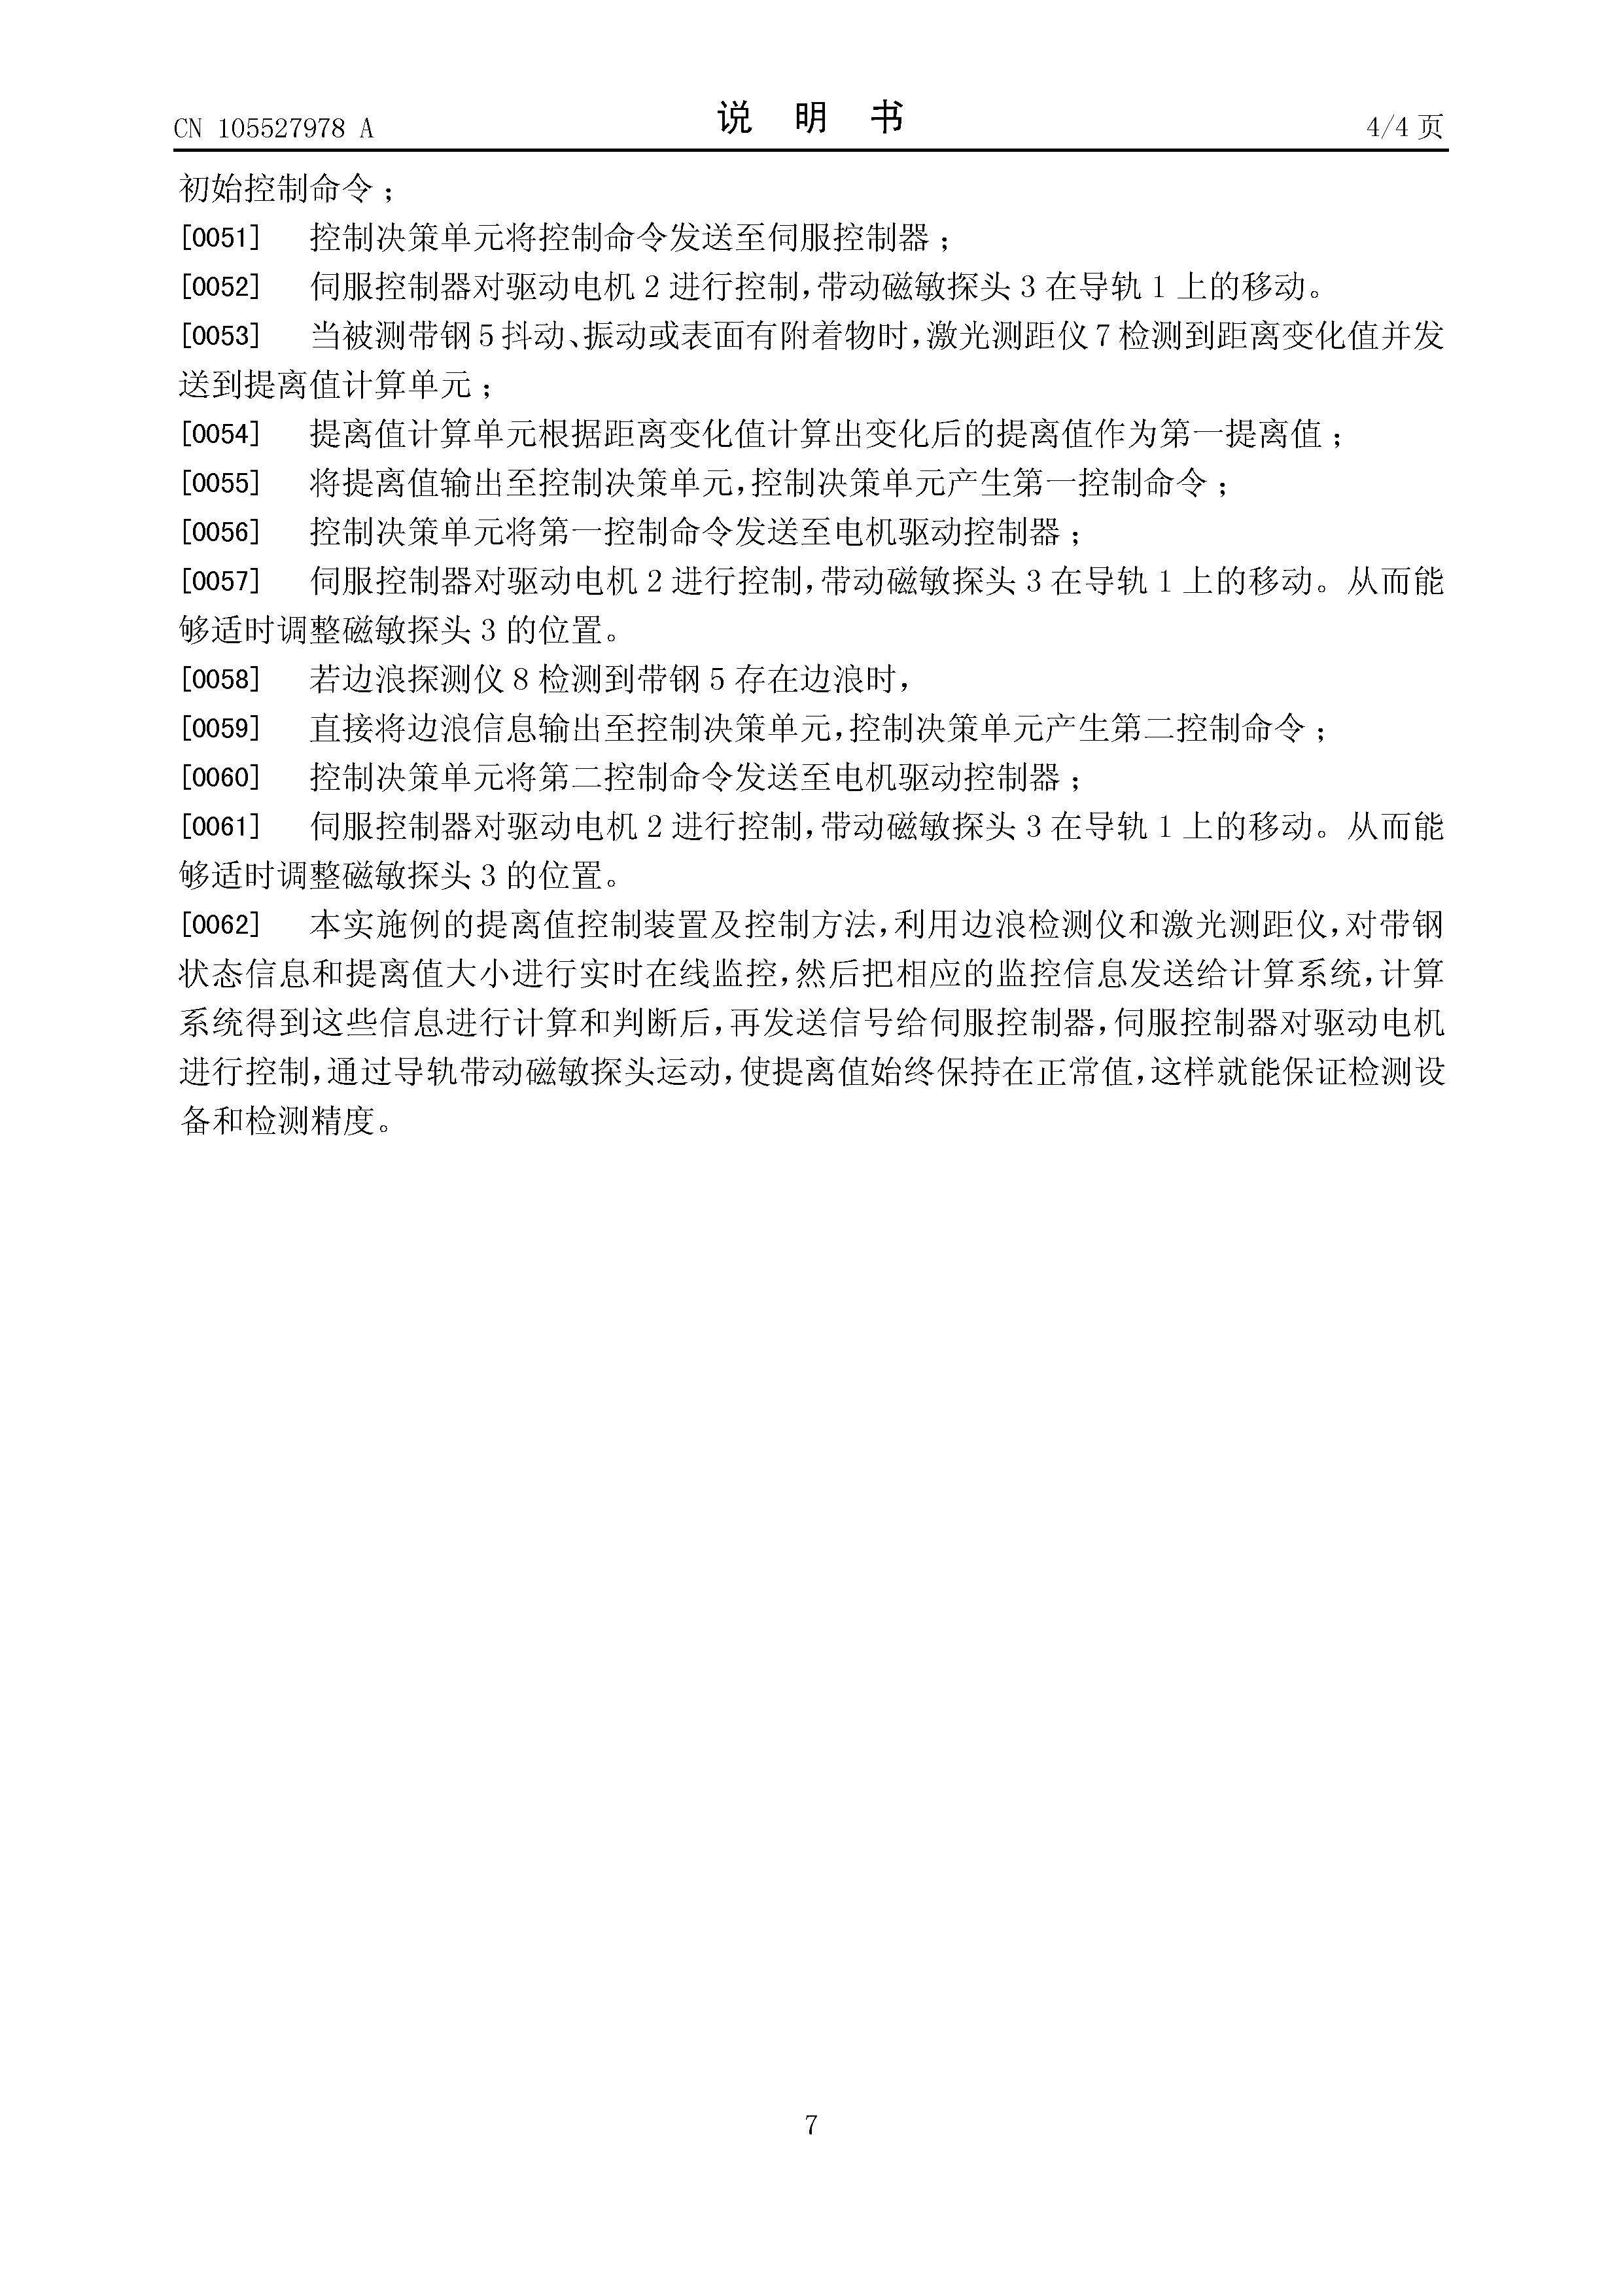 CN 105527978 A
说 明 书
4/4 页
初始控制命令；
[0051] 控制决策单元将控制命令发送至伺服控制器；
[0052] 伺服控制器对驱动电机 2 进行控制，带动磁敏探头 3 在导轨 1 上的移动。
[0053] 当被测带钢 5 抖动、振动或表面有附着物时，激光测距仪 7 检测到距离变化值并发
送到提离值计算单元；
[0054] 提离值计算单元根据距离变化值计算出变化后的提离值作为第一提离值；
[0055] 将提离值输出至控制决策单元，控制决策单元产生第一控制命令；
[0056] 控制决策单元将第一控制命令发送至电机驱动控制器；
[0057] 伺服控制器对驱动电机 2 进行控制，带动磁敏探头 3 在导轨 1 上的移动。从而能
够适时调整磁敏探头 3 的位置。
[0058] 若边浪探测仪 8 检测到带钢 5 存在边浪时，
[0059] 直接将边浪信息输出至控制决策单元，控制决策单元产生第二控制命令；
[0060] 控制决策单元将第二控制命令发送至电机驱动控制器；
[0061] 伺服控制器对驱动电机 2 进行控制，带动磁敏探头 3 在导轨 1 上的移动。从而能
够适时调整磁敏探头 3 的位置。
[0062] 本实施例的提离值控制装置及控制方法，利用边浪检测仪和激光测距仪，对带钢
状态信息和提离值大小进行实时在线监控，然后把相应的监控信息发送给计算系统，计算
系统得到这些信息进行计算和判断后，再发送信号给伺服控制器，伺服控制器对驱动电机
进行控制，通过导轨带动磁敏探头运动，使提离值始终保持在正常值，这样就能保证检测设
备和检测精度。
7